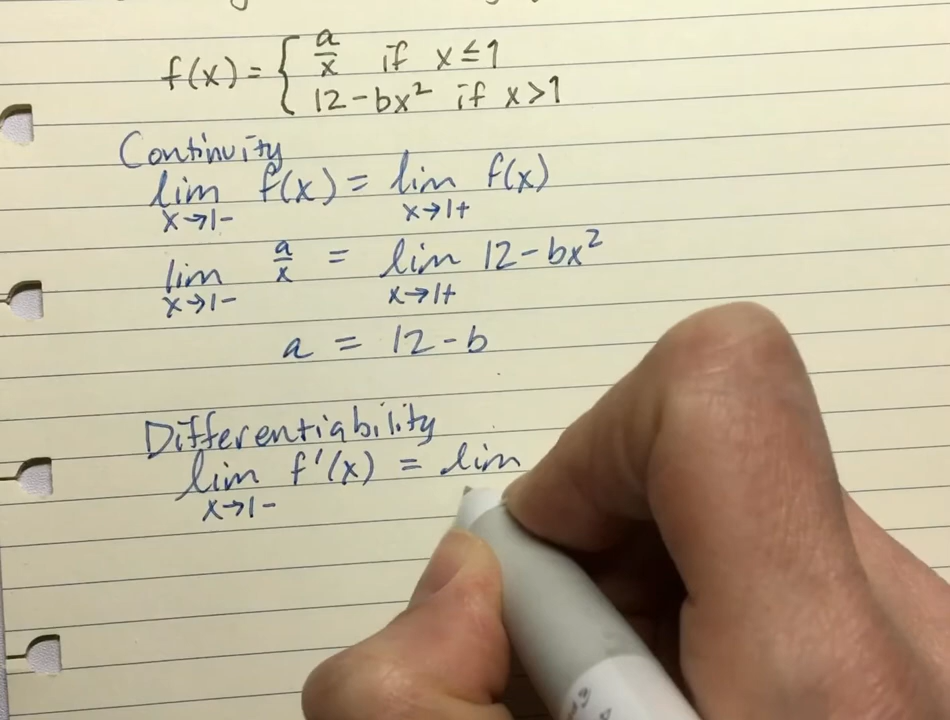 f(x) = { a/x if x ≤ 1
12 - bx² if x > 1
Continuity
lim f(x) = lim f(x)
x→1- x→1+
lim a/x = lim 12 - bx²
x→1- x→1+
a = 12 - b
Differentiability
lim f'(x) = lim
x→1-